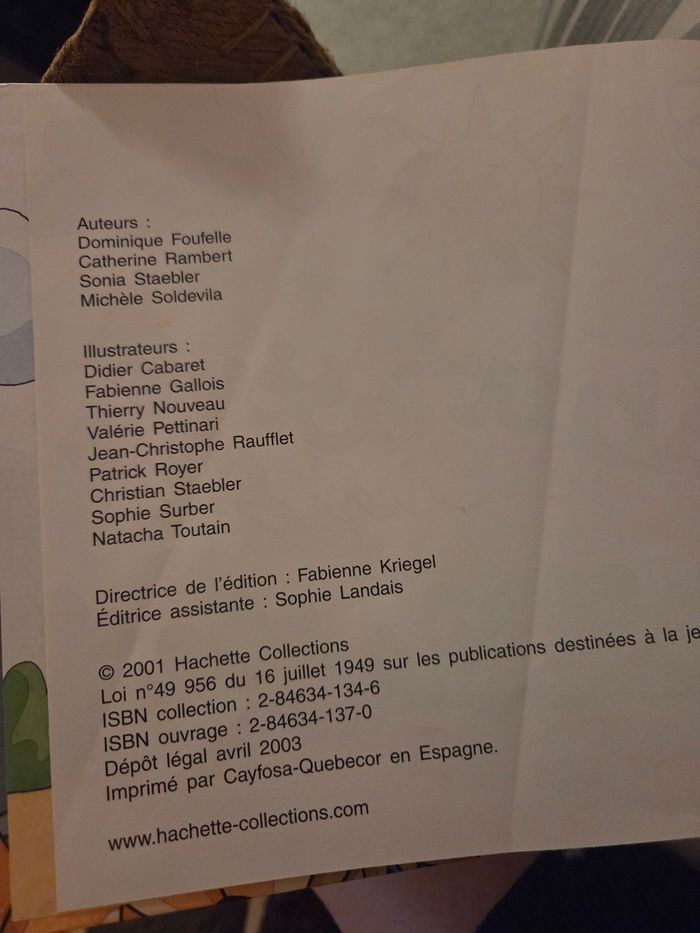 Auteurs :
Dominique Foufelle
Catherine Rambert
Sonia Staebler
Michèle Soldevila
Illustrateurs :
Didier Cabaret
Fabienne Gallois
Thierry Nouveau
Valérie Pettinari
Jean-Christophe Raufflet
Patrick Royer
Christian Staebler
Sophie Surber
Natacha Toutain
Directrice de l'édition : Fabienne Kriegel
Éditrice assistante : Sophie Landais
© 2001 Hachette Collections
Loi n°49 956 du 16 juillet 1949 sur les publications destinées à la je
ISBN collection : 2-84634-134-6
ISBN ouvrage : 2-84634-137-0
Dépôt légal avril 2003
Imprimé par Cayfosa-Quebecor en Espagne.
www.hachette-collections.com